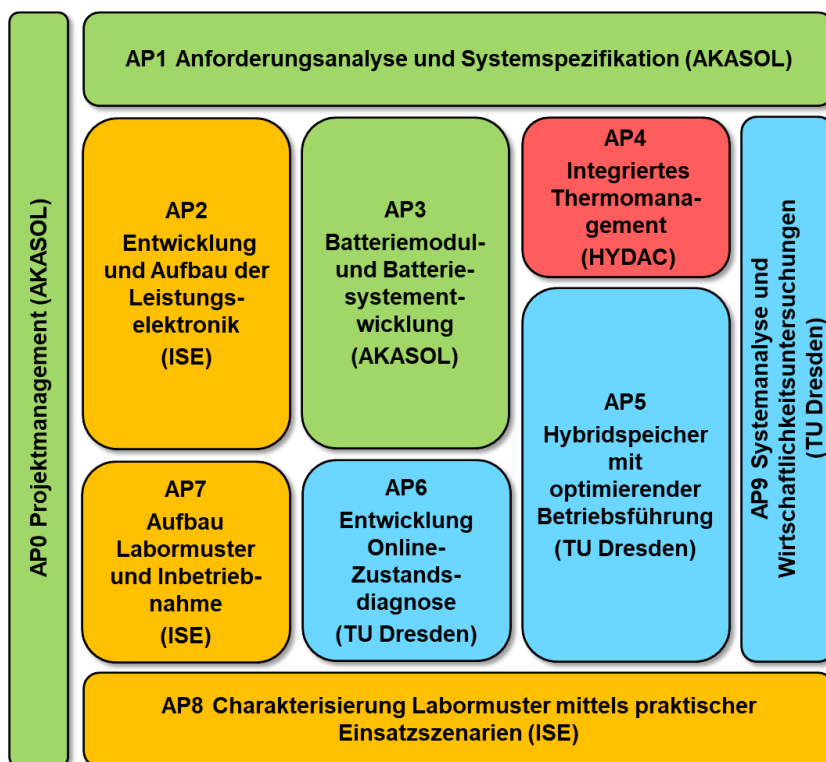 AP0 Projektmanagement (AKASOL)
AP1 Anforderungsanalyse und Systemspezifikation (AKASOL)
AP2
Entwicklung
und Aufbau der
Leistungs-
elektronik
(ISE)
AP3
Batteriemodul-
und Batterie-
systement-
wicklung
(AKASOL)
AP4
Integriertes
Thermomana-
gement
(HYDAC)
AP5
Hybridspeicher
mit
optimierender
Betriebsführung
(TU Dresden)
AP9 Systemanalyse und
Wirtschaftlichkeitsuntersuchungen
(TU Dresden)
AP7
Aufbau
Labormuster
und Inbetrieb-
nahme
(ISE)
AP6
Entwicklung
Online-
Zustands-
diagnose
(TU Dresden)
AP8 Charakterisierung Labormuster mittels praktischer
Einsatzszenarien (ISE)